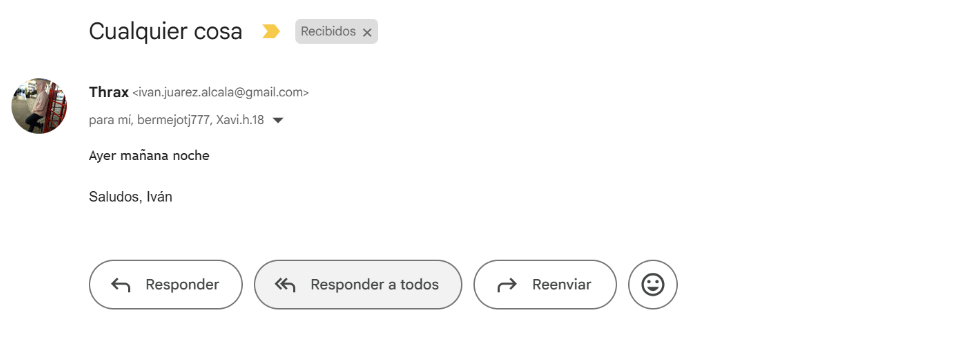 Cualquier cosa Recibidos
Thrax <ivan.juarez.alcala@gmail.com>
para mí, bermejotj777, Xavi.h.18
Ayer mañana noche
Saludos, Iván
Responder Responder a todos Reenviar